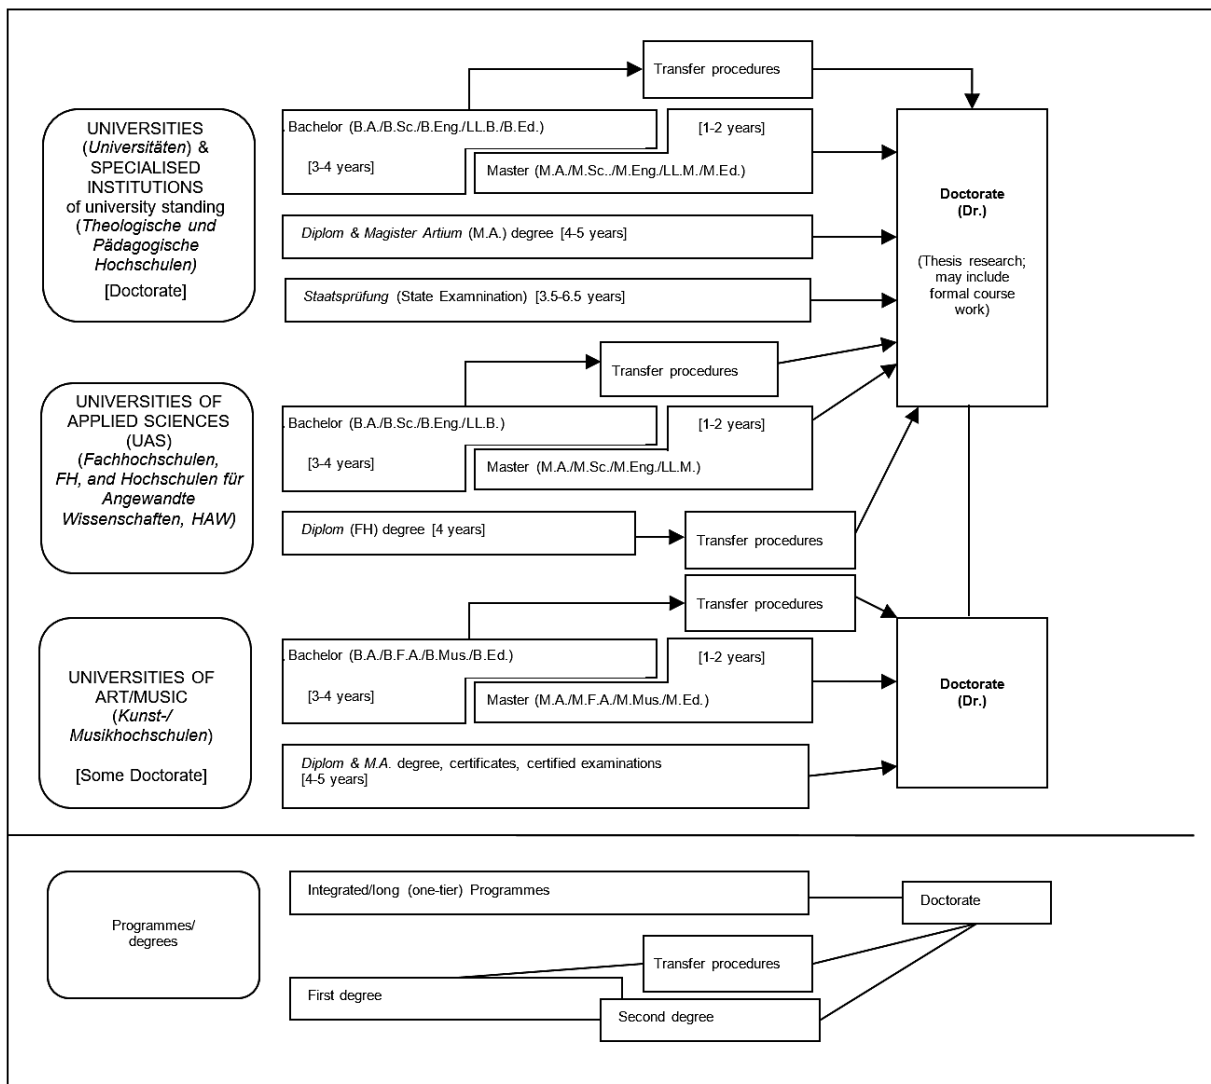 Transfer procedures
UNIVERSITIES
(Universitäten) &
SPECIALISED
INSTITUTIONS
of university standing
(Theologische und
Pädagogische
Hochschulen)
[Doctorate]
Bachelor (B.A./B.Sc./B.Eng./LL.B./B.Ed.)
[3-4 years]
[1-2 years]
Master (M.A./M.Sc../M.Eng./LL.M./M.Ed.)
Diplom & Magister Artium (M.A.) degree [4-5 years]
Staatsprüfung (State Examnination) [3.5-6.5 years]
Doctorate
(Dr.)
(Thesis research;
may include
formal course
work)
Transfer procedures
UNIVERSITIES OF
APPLIED SCIENCES
(UAS)
(Fachhochschulen,
FH, and Hochschulen für
Angewandte
Wissenschaften, HAW)
Bachelor (B.A./B.Sc./B.Eng./LL.B.)
[3-4 years]
[1-2 years]
Master (M.A./M.Sc./M.Eng./LL.M.)
Diplom (FH) degree [4 years]
Transfer procedures
Transfer procedures
UNIVERSITIES OF
ART/MUSIC
(Kunst-/
Musikhochschulen)
[Some Doctorate]
Bachelor (B.A./B.F.A./B.Mus./B.Ed.)
[3-4 years]
[1-2 years]
Master (M.A./M.F.A./M.Mus./M.Ed.)
Diplom & M.A. degree, certificates, certified examinations
[4-5 years]
Doctorate
(Dr.)
Programmes/
degrees
Integrated/long (one-tier) Programmes
Doctorate
Transfer procedures
First degree
Second degree